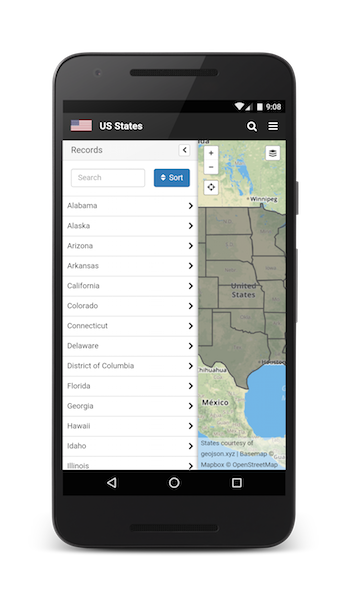 9:08
US States
Records
Search
Sort
Alabama
Alaska
Arizona
Arkansas
California
Colorado
Connecticut
Delaware
District of Columbia
Florida
Georgia
Hawaii
Idaho
Illinois
+
−
Winnipeg
United
States
Chihuahua
México
States courtesy of
geojson.xyz | Basemap ©
Mapbox © OpenStreetMap